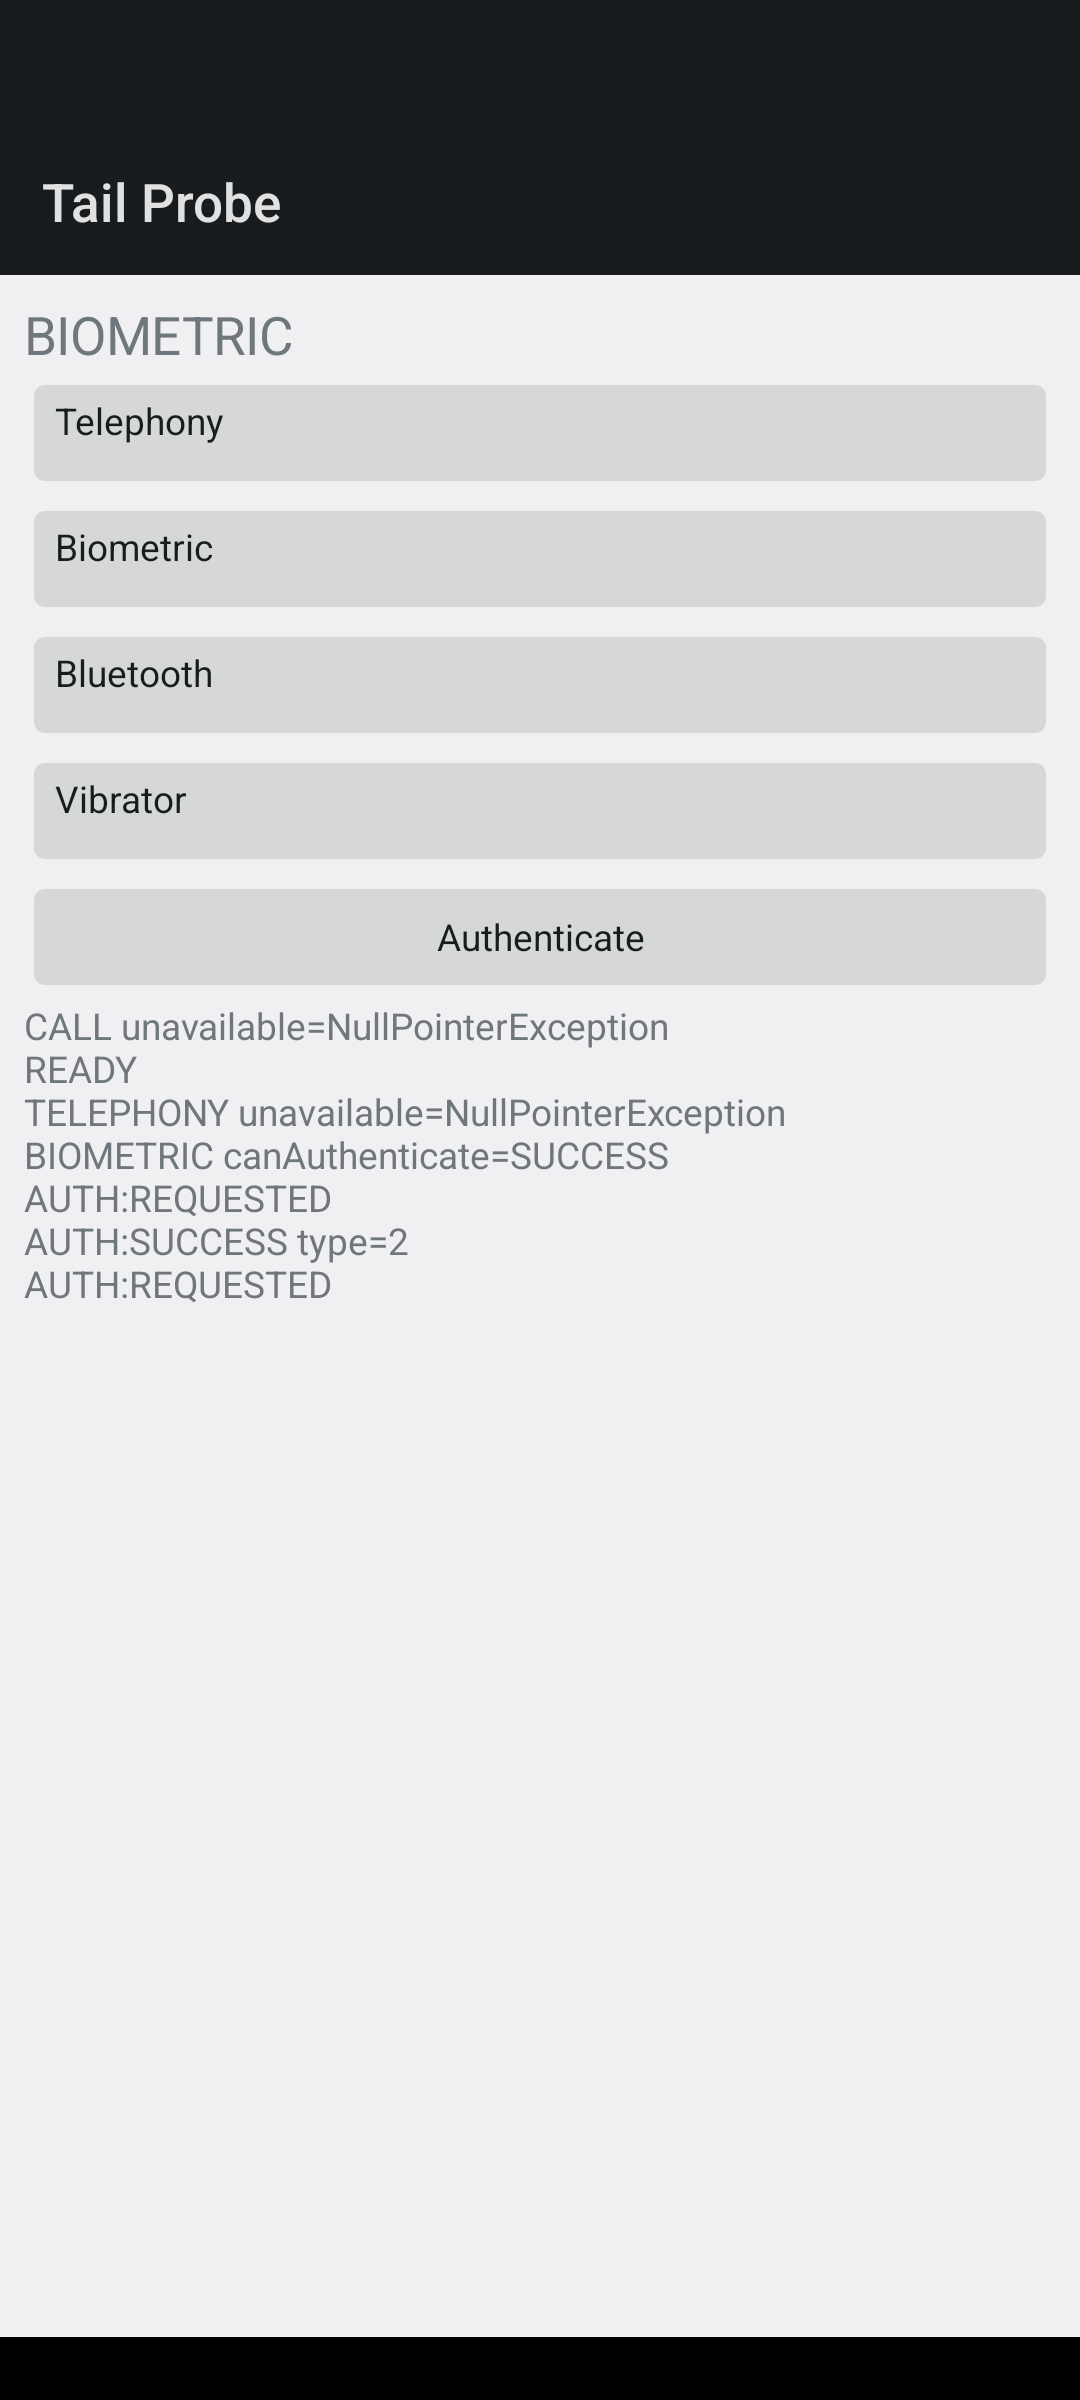 Tail Probe
BIOMETRIC
Telephony
Biometric
Bluetooth
Vibrator
Authenticate
CALL unavailable=NullPointerException
READY
TELEPHONY unavailable=NullPointerException
BIOMETRIC canAuthenticate=SUCCESS
AUTH:REQUESTED
AUTH:SUCCESS type=2
AUTH:REQUESTED